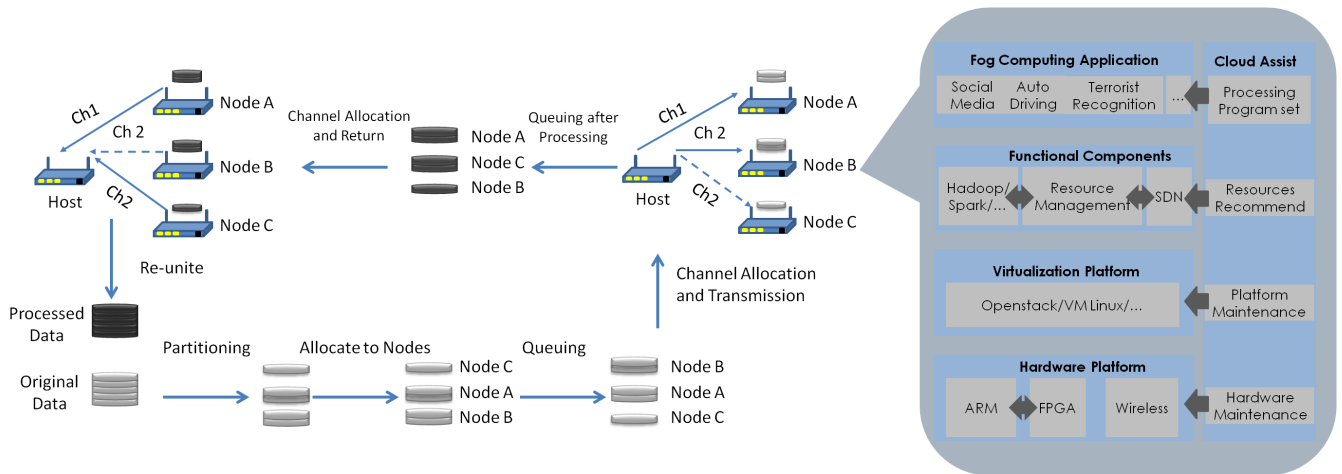 Ch1
Node A
Ch 2
Node B
Host
Ch2
Node C
Re-unite
Processed
Data
Original
Data
Partitioning
Allocate to Nodes
Node C
Node A
Node B
Queuing
Node B
Node A
Node C
Channel Allocation
and Transmission
Ch1
Node A
Ch 2
Node B
Host
Ch2
Node C
Queuing after
Processing
Node A
Node C
Node B
Channel Allocation
and Return
Fog Computing Application
Social
Media
Auto
Driving
Terrorist
Recognition
...
Functional Components
Hadoop/
Spark/...
Resource
Management
SDN
Virtualization Platform
Openstack/VM Linux/...
Hardware Platform
ARM
FPGA
Wireless
Cloud Assist
Processing
Program set
Resources
Recommend
Platform
Maintenance
Hardware
Maintenance